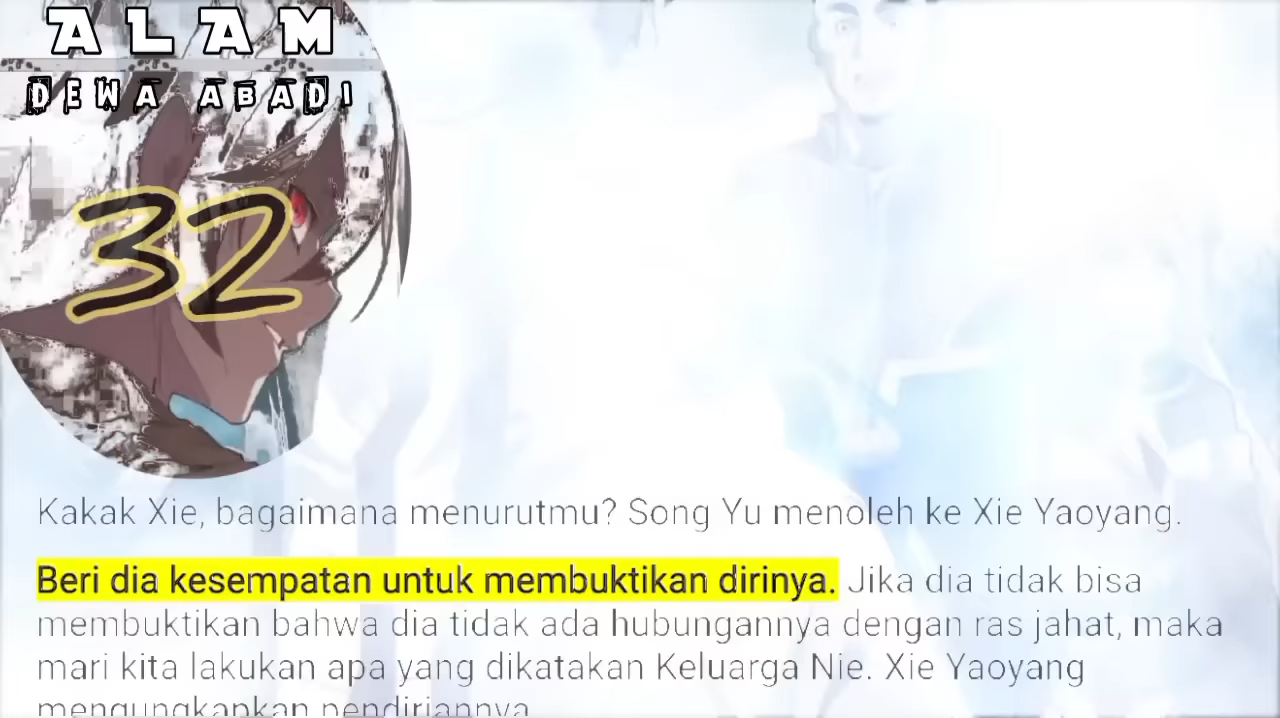 ALAM
DEWA ABADI
32
Kakak Xie, bagaimana menurutmu? Song Yu menoleh ke Xie Yaoyang.
Beri dia kesempatan untuk membuktikan dirinya. Jika dia tidak bisa
membuktikan bahwa dia tidak ada hubungannya dengan ras jahat, maka
mari kita lakukan apa yang dikatakan Keluarga Nie. Xie Yaoyang
mengungkapkan pendiriannya